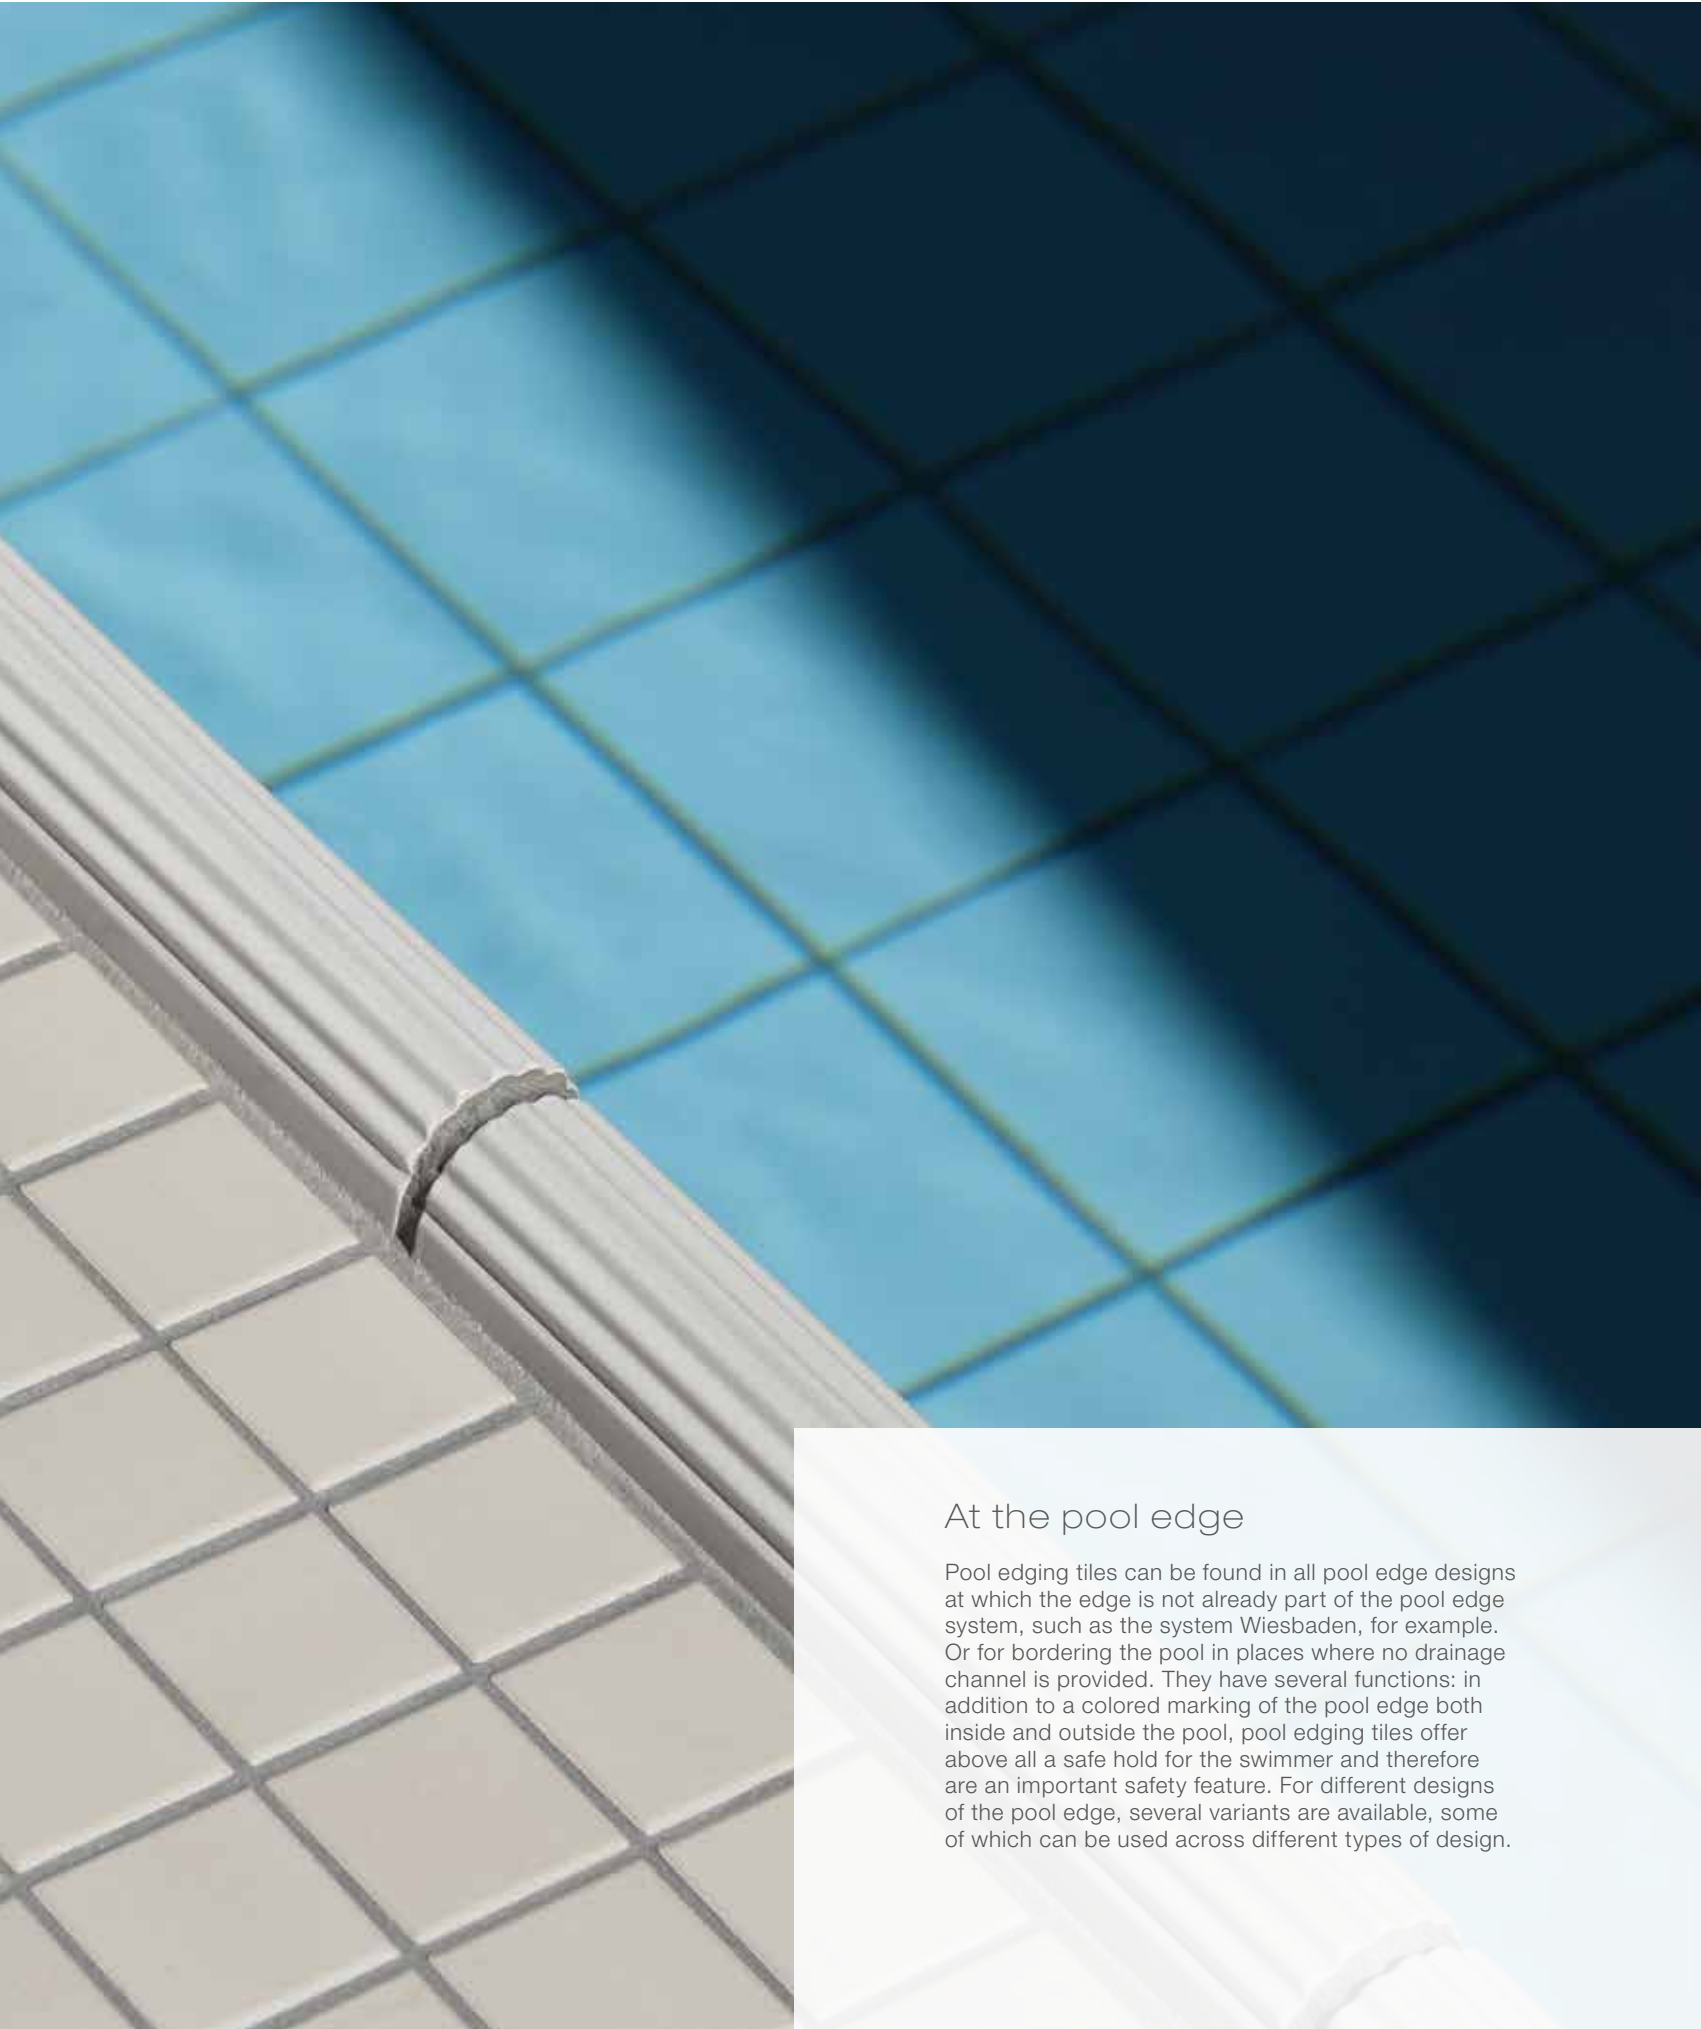 At the pool edge
Pool edging tiles can be found in all pool edge designs
at which the edge is not already part of the pool edge
system, such as the system Wiesbaden, for example.
Or for bordering the pool in places where no drainage
channel is provided. They have several functions: in
addition to a colored marking of the pool edge both
inside and outside the pool, pool edging tiles offer
above all a safe hold for the swimmer and therefore
are an important safety feature. For different designs
of the pool edge, several variants are available, some
of which can be used across different types of design.